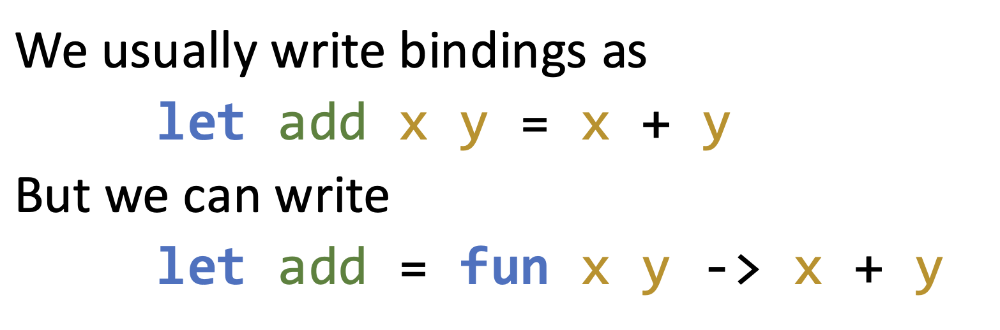 We usually write bindings as
let add x y = x + y
But we can write
let add = fun x y -> x + y